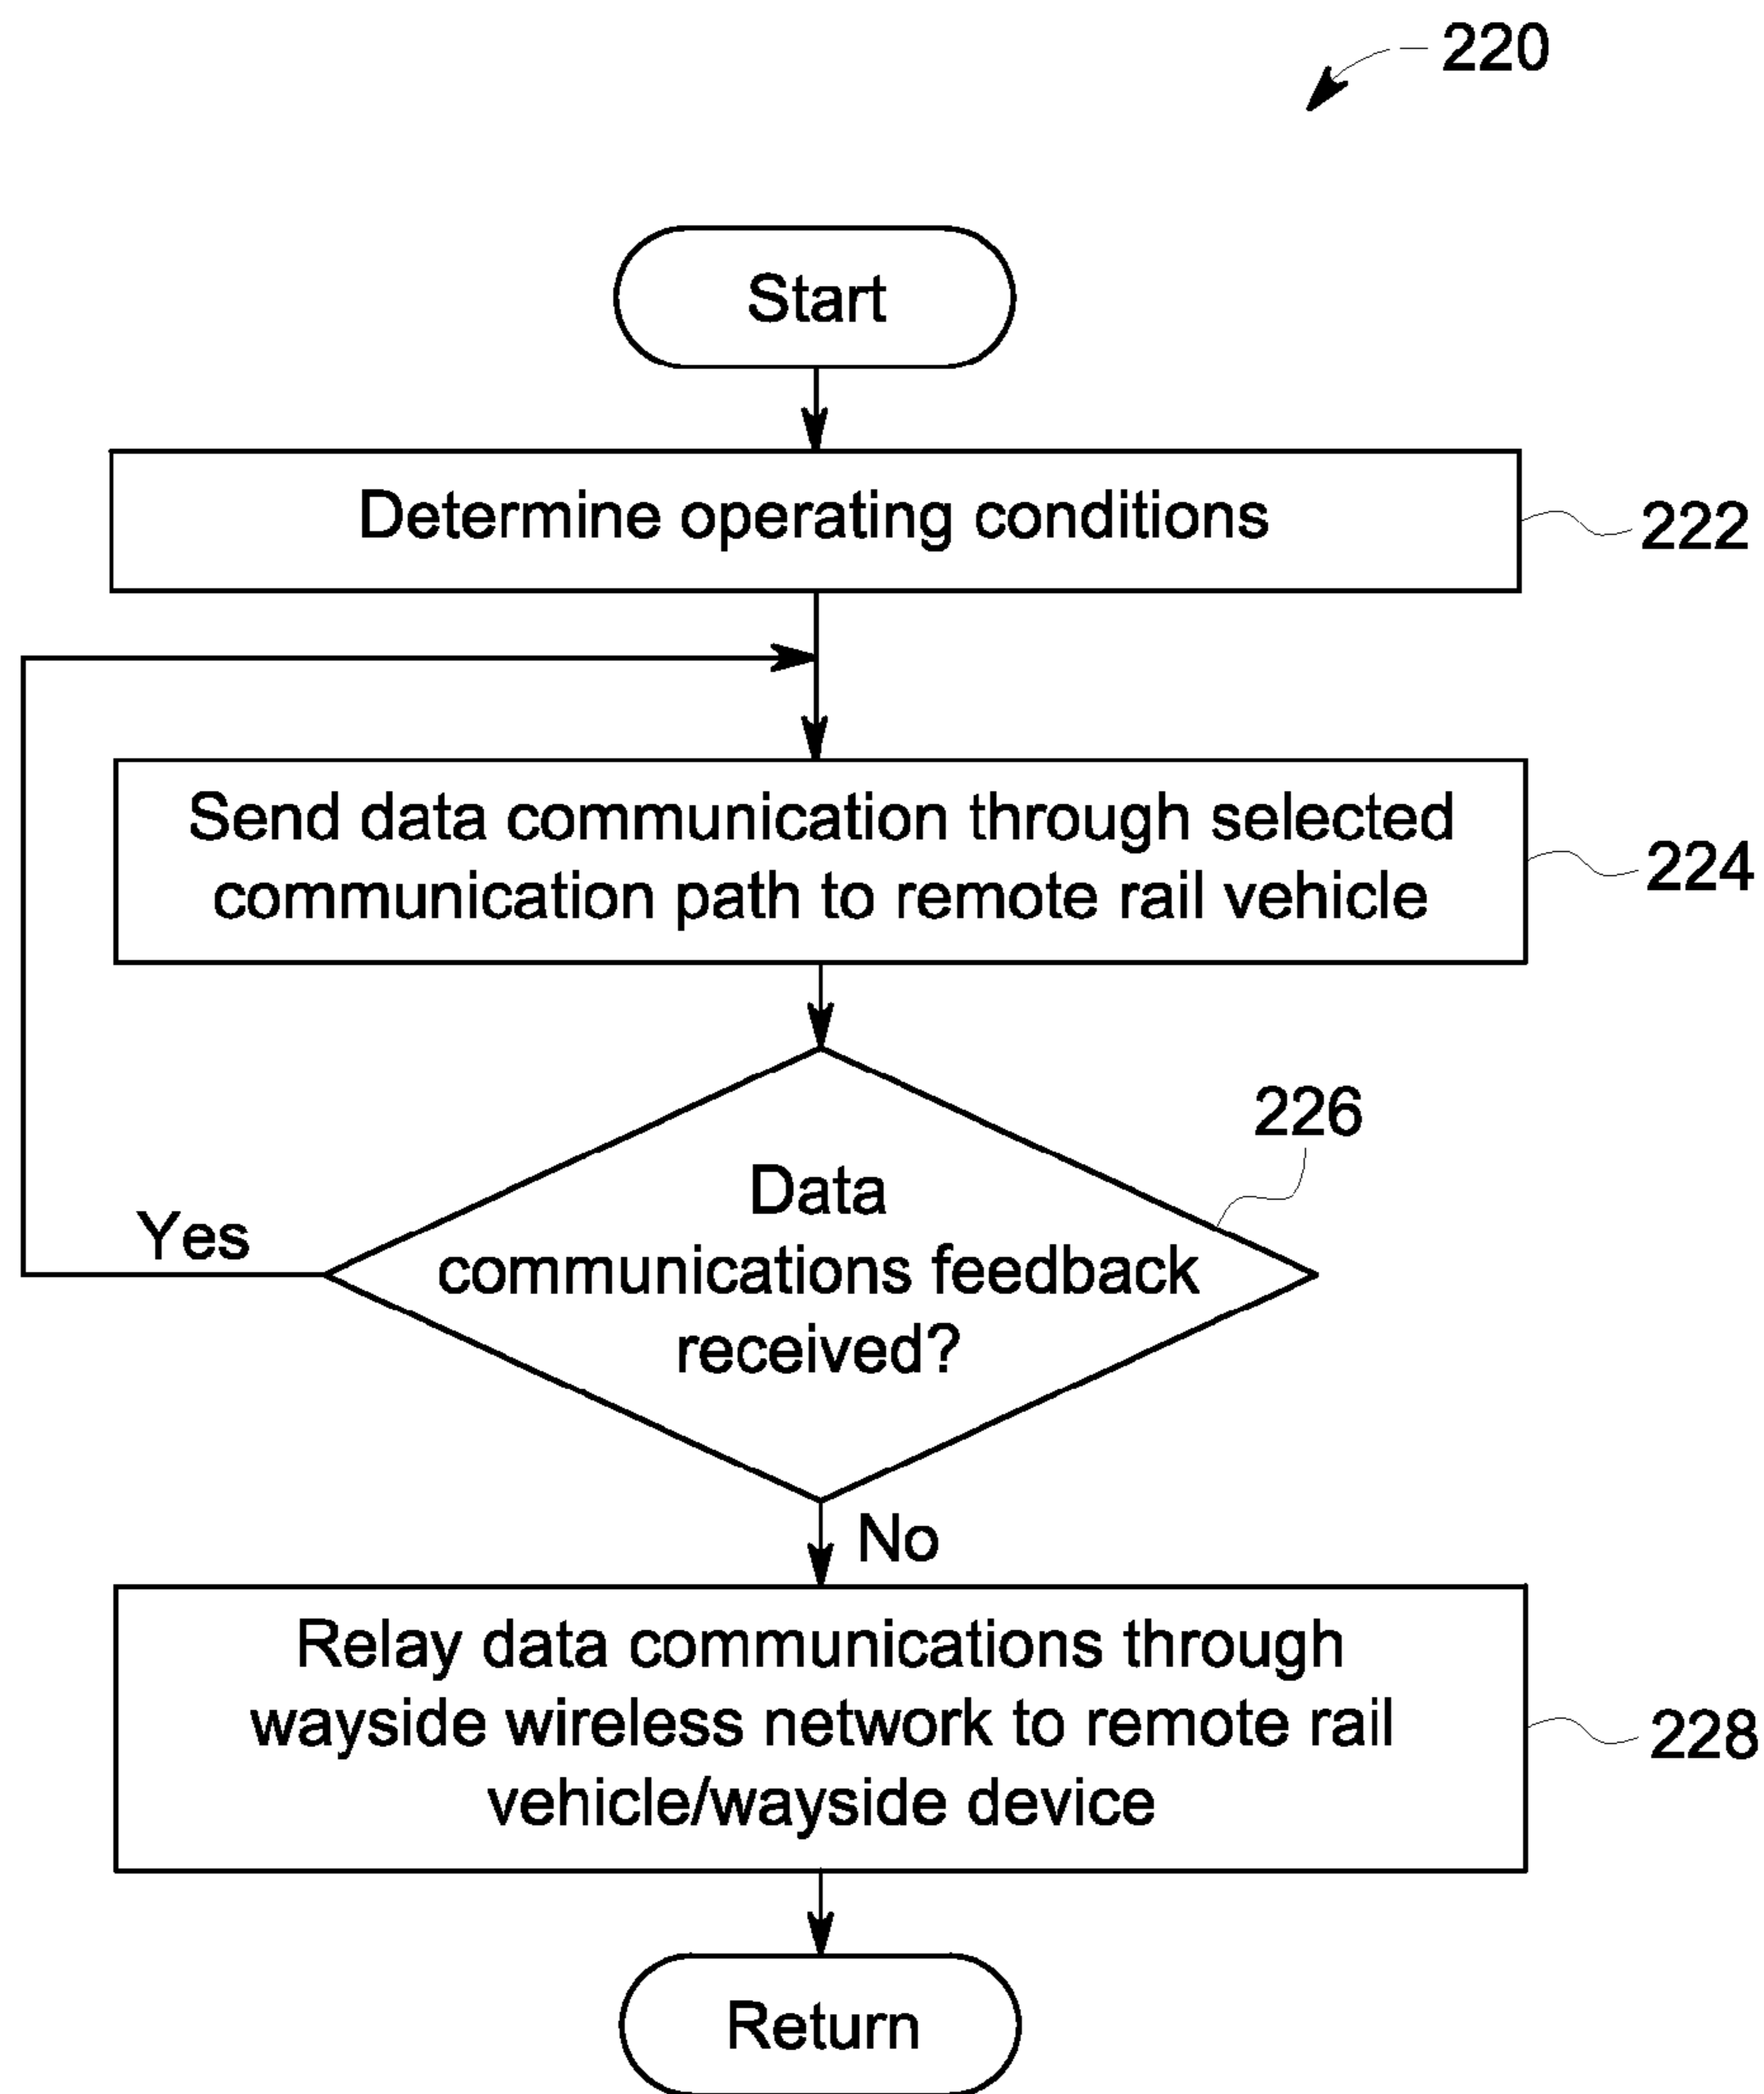 220
Start
Determine operating conditions
222
Send data communication through selected
communication path to remote rail vehicle
224
226
Data
communications feedback
received?
Yes
No
Relay data communications through
wayside wireless network to remote rail
vehicle/wayside device
228
Return